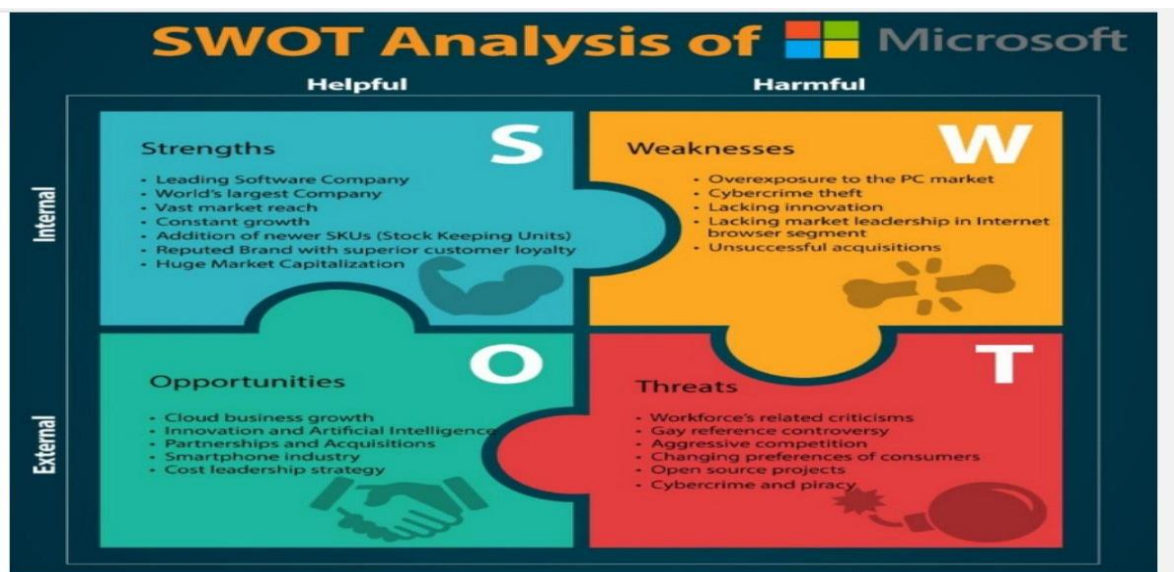 SWOT Analysis of Microsoft
Helpful
Harmful
Internal
External
S
Strengths
• Leading Software Company
• World's largest Company
• Vast market reach
• Constant growth
• Addition of newer SKUs (Stock Keeping Units)
• Reputed Brand with superior customer loyalty
• Huge Market Capitalization
W
Weaknesses
• Overexposure to the PC market
• Cybercrime theft
• Lacking innovation
• Lacking market leadership in Internet
browser segment
• Unsuccessful acquisitions
O
Opportunities
• Cloud business growth
• Innovation and Artificial Intelligence
• Partnerships and Acquisitions
• Smartphone industry
• Cost leadership strategy
T
Threats
• Workforce's related criticisms
• Gay reference controversy
• Aggressive competition
• Changing preferences of consumers
• Open source projects
• Cybercrime and piracy